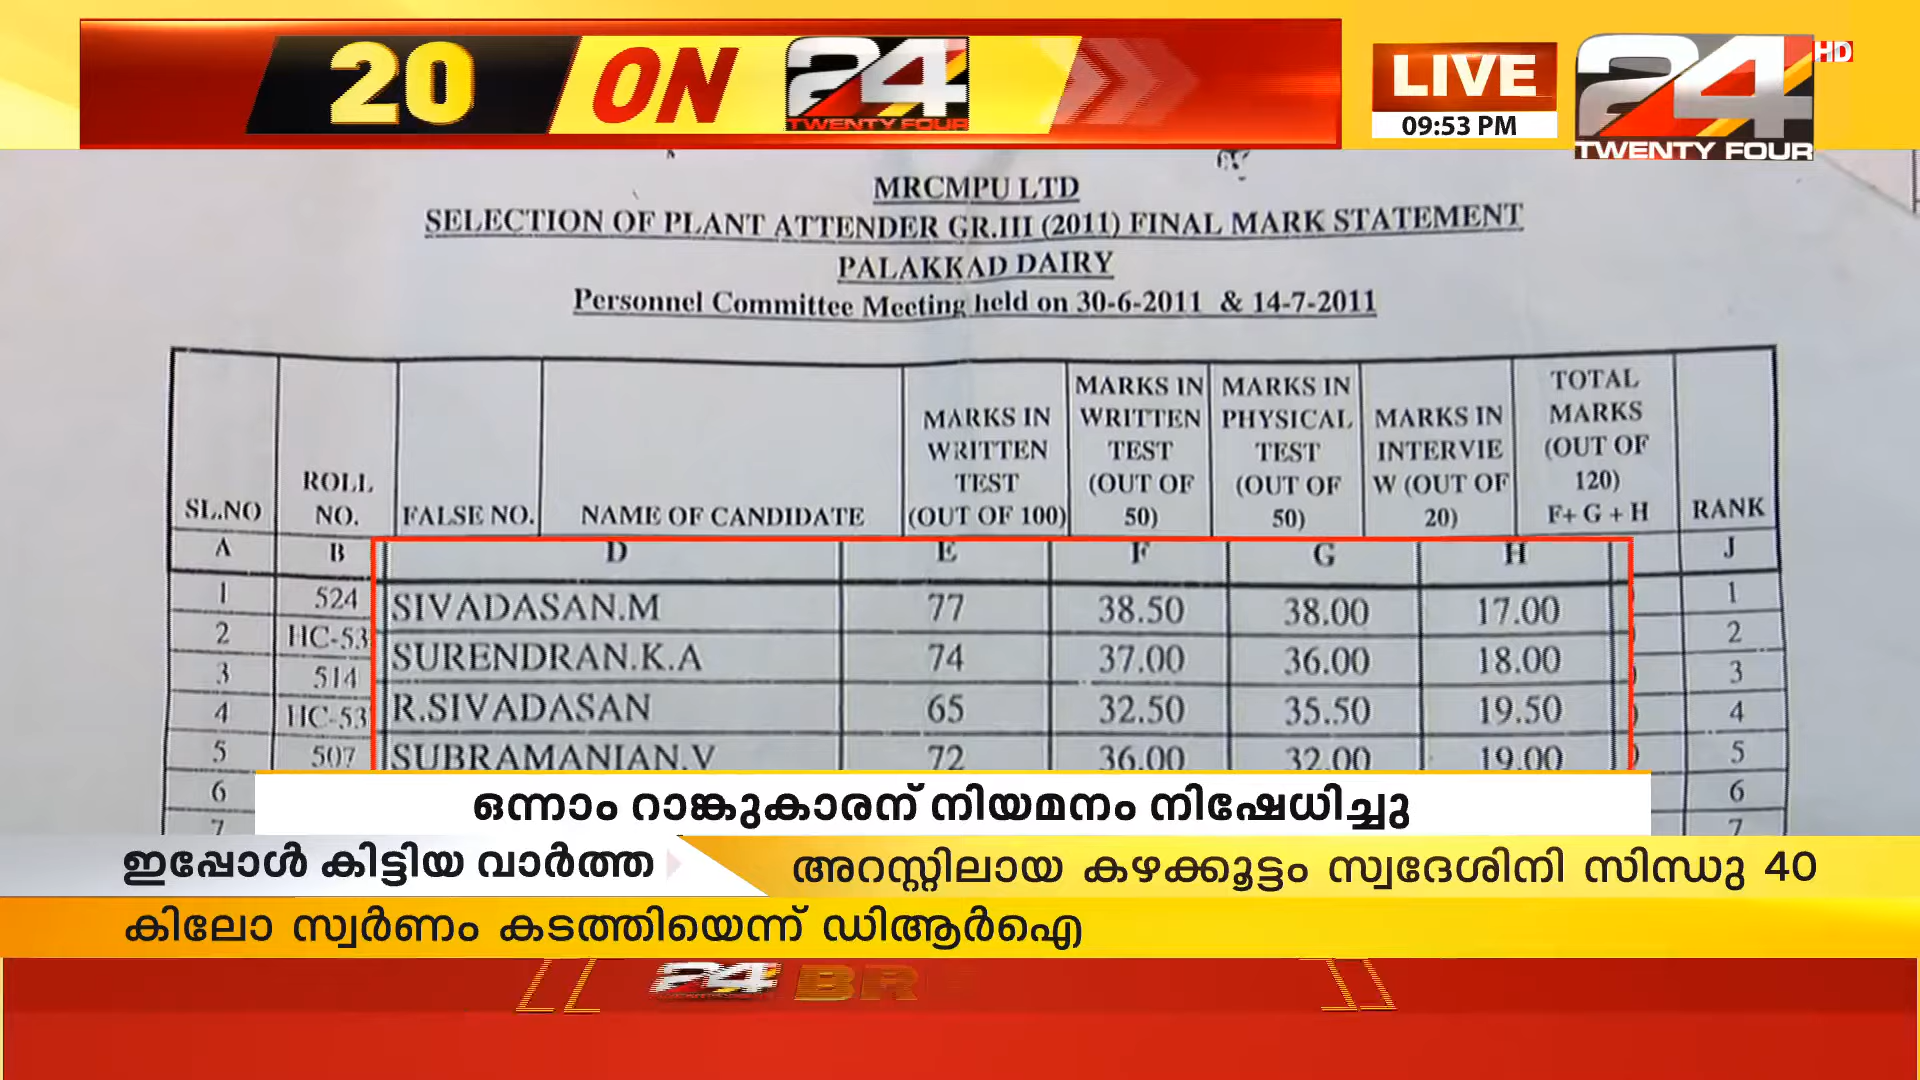 20 ON 24
TWENTY FOUR
LIVE
09:53 PM
24 HD
TWENTY FOUR
MRCMPU LTD
SELECTION OF PLANT ATTENDER GR.III (2011) FINAL MARK STATEMENT
PALAKKAD DAIRY
Personnel Committee Meeting held on 30-6-2011 & 14-7-2011
SL.NO
ROLL
NO.
FALSE NO.
NAME OF CANDIDATE
MARKS IN
WRITTEN
TEST
(OUT OF 100)
MARKS IN
WRITTEN
TEST
(OUT OF
50)
MARKS IN
PHYSICAL
TEST
(OUT OF
50)
MARKS IN
INTERVIE
W (OUT OF
20)
TOTAL
MARKS
(OUT OF
120)
F+ G + H
RANK
A B D E F G H J
1 524 SIVADASAN.M 77 38.50 38.00 17.00 1
2 HC-53 SURENDRAN.K.A 74 37.00 36.00 18.00 2
3 514 R.SIVADASAN 65 32.50 35.50 19.50 3
4 HC-53 SUBRAMANIAN.V 72 36.00 32.00 19.00 4
5 507 5
6 6
7 7
ഒന്നാം റാങ്കുകാരന് നിയമനം നിഷേധിച്ചു
ഇപ്പോൾ കിട്ടിയ വാർത്ത
അറസ്റ്റിലായ കഴക്കൂട്ടം സ്വദേശിനി സിന്ധു 40
കിലോ സ്വർണം കടത്തിയെന്ന് ഡിആർഐ
24 BR